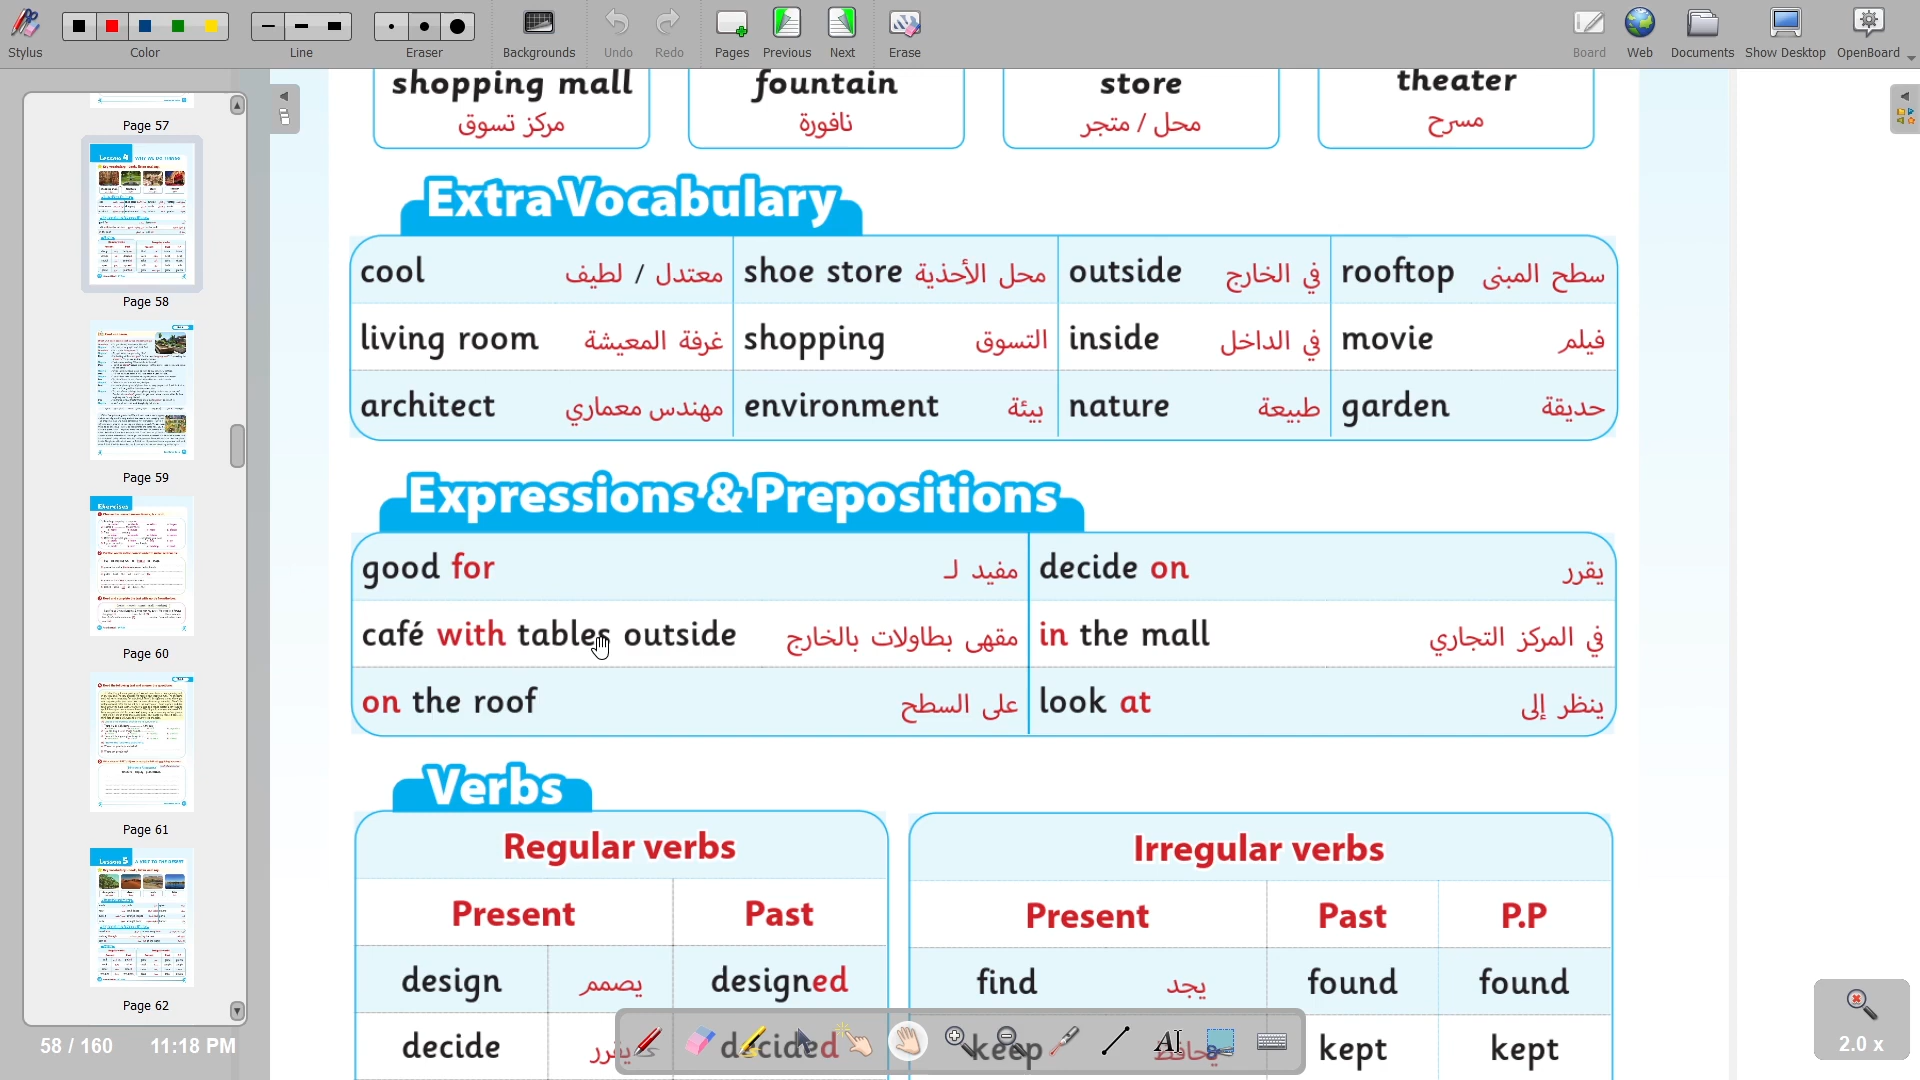 Stylus
Color
Line
Eraser
Backgrounds
Undo
Redo
Pages
Previous
Next
Erase
Board
Web
Documents
Show Desktop
OpenBoard
Page 57
Page 58
Page 59
Page 60
Page 61
Page 62
58 / 160 11:18 PM
shopping mall
مركز تسوق
fountain
نافورة
store
محل / متجر
theater
مسرح
Extra Vocabulary
cool معتدل / لطيف shoe store محل الأحذية outside في الخارج rooftop سطح المبنى
living room غرفة المعيشة shopping التسوق inside في الداخل movie فيلم
architect مهندس معماري environment بيئة nature طبيعة garden حديقة
Expressions & Prepositions
good for مفيد لـ decide on يقرر
café with tables outside مقهى بطاولات بالخارج in the mall في المركز التجاري
on the roof على السطح look at ينظر إلى
Verbs
Regular verbs
Present Past
design يصمم designed
decide يقرر decided
Irregular verbs
Present Past P.P
find يجد found found
keep يحافظ kept kept
2.0 x